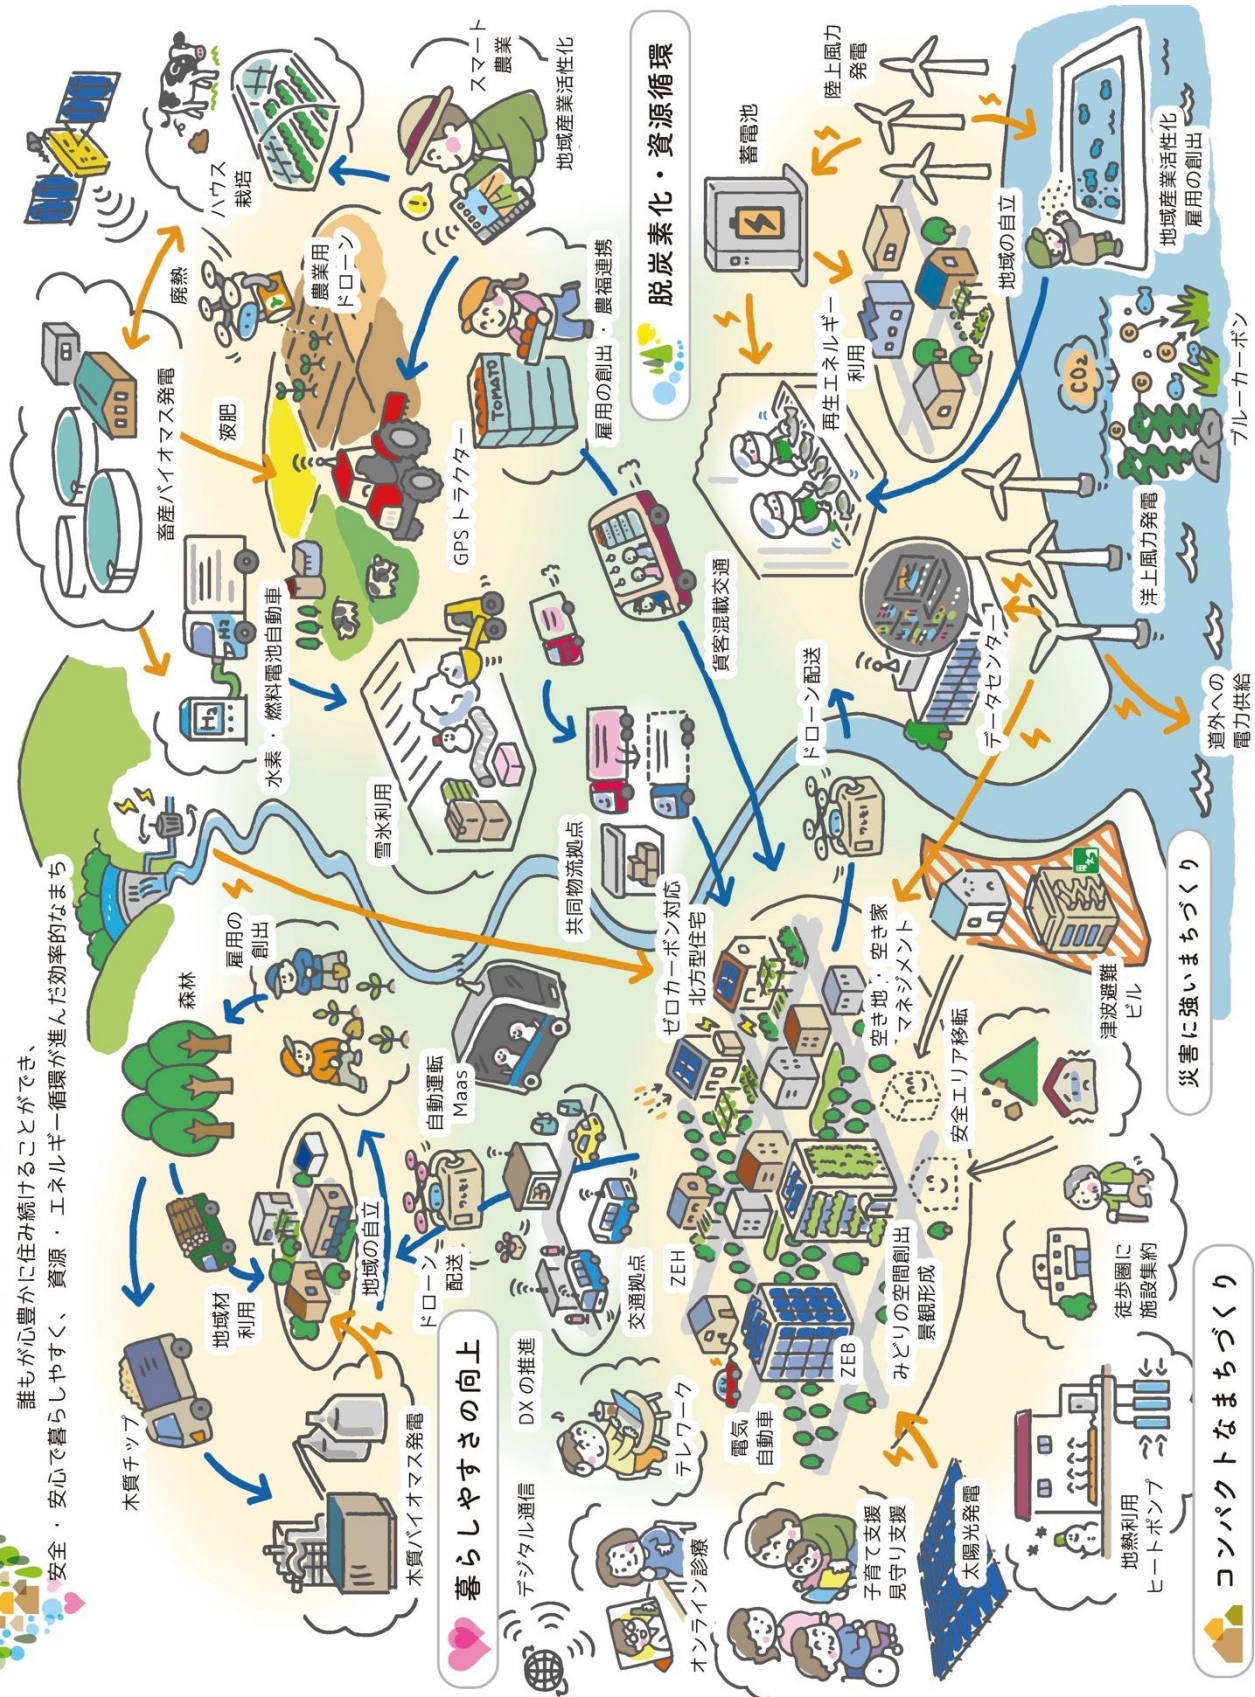 誰もが心豊かに住み続けることができ、
安全・安心で暮らしやすく、資源・エネルギー循環が進んだ効率的なまち
木質チップ
森林
雇用の
創出
地域材
利用
地域の自立
木質バイオマス発電
畜産バイオマス発電
廃熱
ハウス
栽培
液肥
H2
H2
水素・燃料電池自動車
農業用
ドローン
スマート
農業
地域産業活性化
GPSトラクター
TOMATO
雇用の創出・農福連携
雪氷利用
自動運転
Maas
ドローン
配送
暮らしやすさの向上
デジタル通信
DXの推進
交通拠点
共同物流拠点
貨客混載交通
脱炭素化・資源循環
オンライン診療
テレワーク
子育て支援
見守り支援
ZEH
ゼロカーボン対応
北方型住宅
電気
自動車
EV
ZEB
みどりの空間創出
景観形成
空き地・空き家
マネジメント
ドローン配送
蓄電池
陸上風力
発電
再生エネルギー
利用
地域の自立
データセンター
太陽光発電
安全エリア移転
津波避難
ビル
徒歩圏に
施設集約
地熱利用
ヒートポンプ
CO2
C
C
C
C
C
地域産業活性化
雇用の創出
洋上風力発電
ブルーカーボン
道外への
電力供給
災害に強いまちづくり
コンパクトなまちづくり